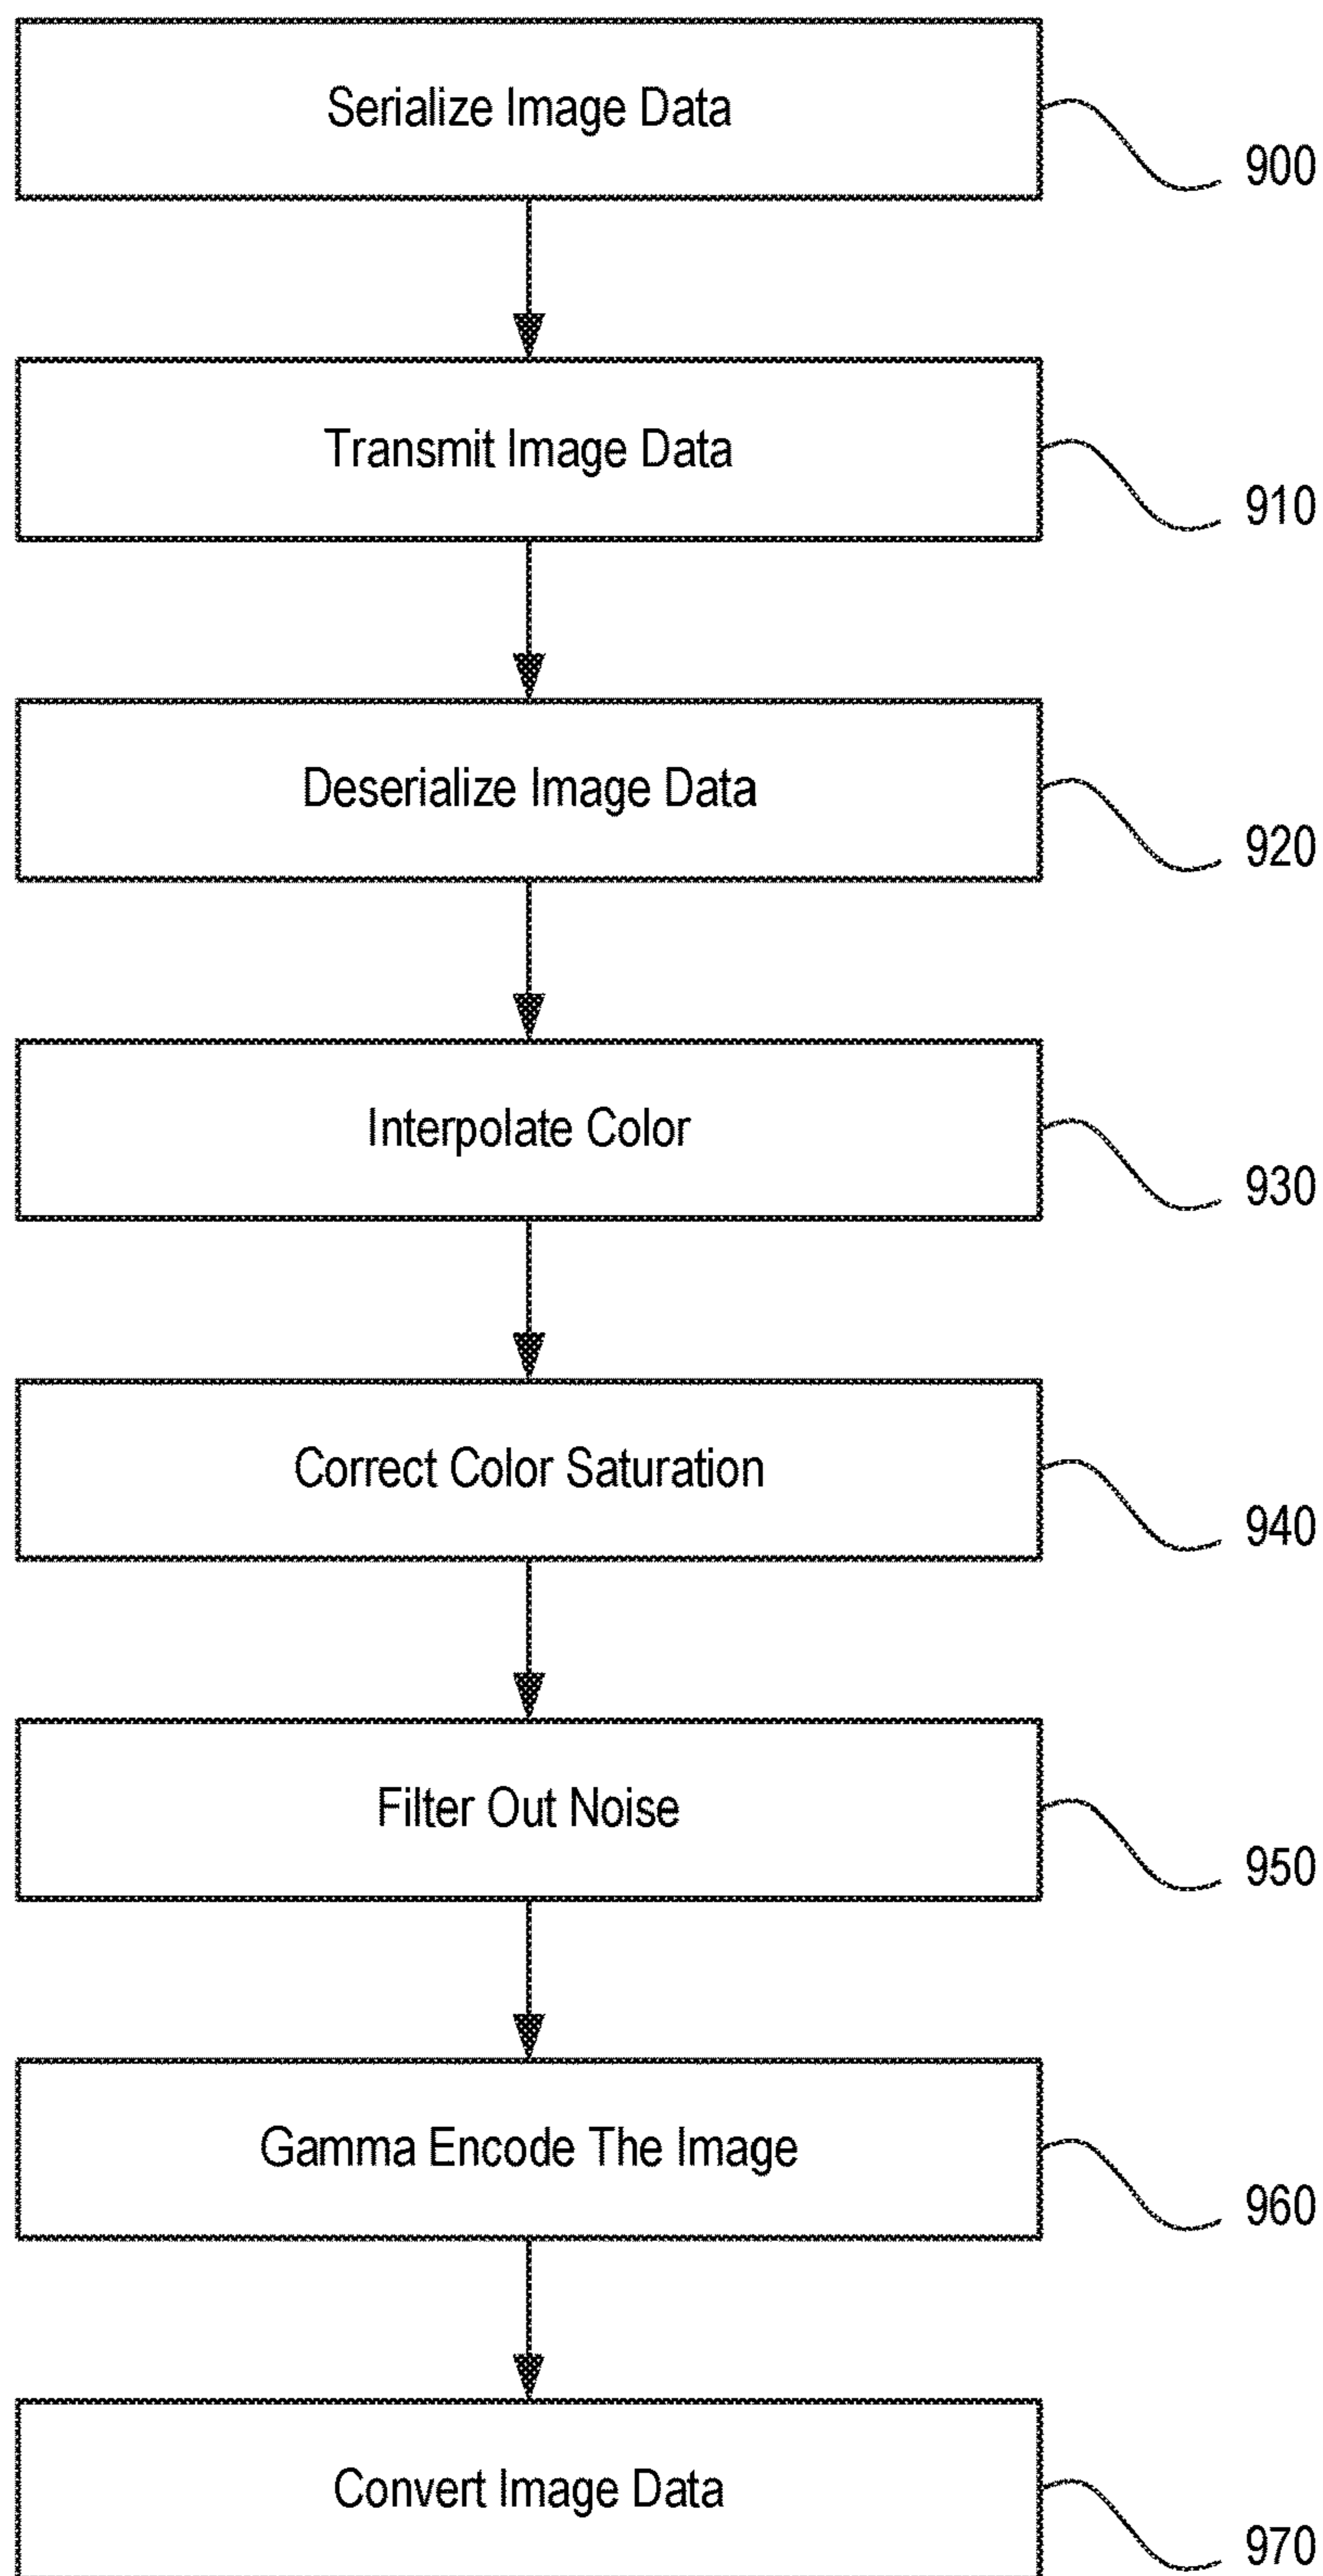 Serialize Image Data
900
Transmit Image Data
910
Deserialize Image Data
920
Interpolate Color
930
Correct Color Saturation
940
Filter Out Noise
950
Gamma Encode The Image
960
Convert Image Data
970